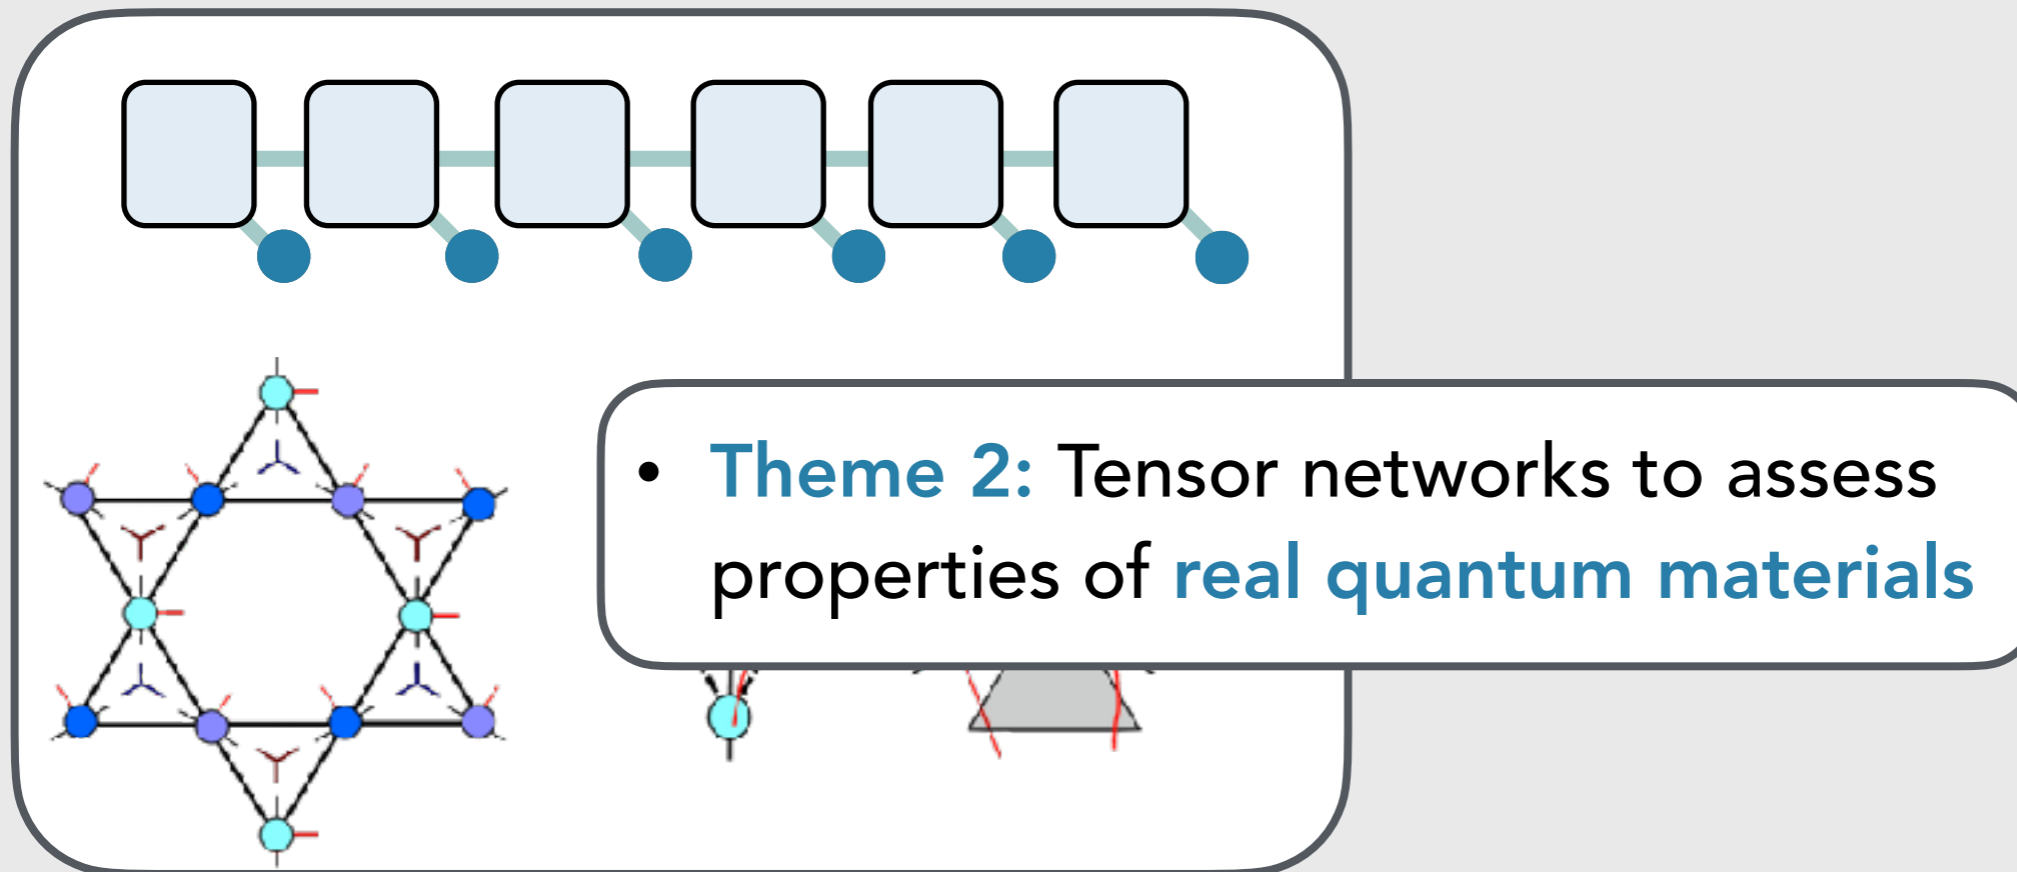 • Theme 2: Tensor networks to assess
properties of real quantum materials